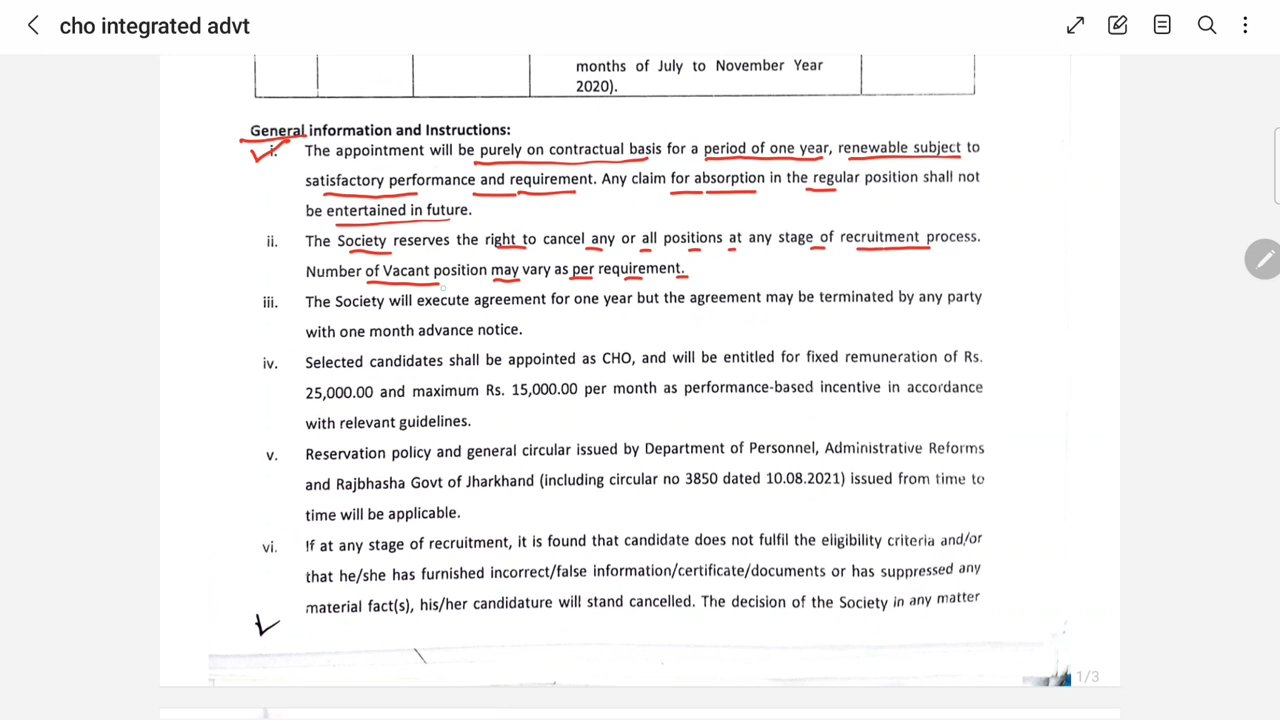 cho integrated advt
months of July to November Year
2020).
General information and Instructions:
i. The appointment will be purely on contractual basis for a period of one year, renewable subject to
satisfactory performance and requirement. Any claim for absorption in the regular position shall not
be entertained in future.
ii. The Society reserves the right to cancel any or all positions at any stage of recruitment process.
Number of Vacant position may vary as per requirement.
iii. The Society will execute agreement for one year but the agreement may be terminated by any party
with one month advance notice.
iv. Selected candidates shall be appointed as CHO, and will be entitled for fixed remuneration of Rs.
25,000.00 and maximum Rs. 15,000.00 per month as performance-based incentive in accordance
with relevant guidelines.
v. Reservation policy and general circular issued by Department of Personnel, Administrative Reforms
and Rajbhasha Govt of Jharkhand (including circular no 3850 dated 10.08.2021) issued from time to
time will be applicable.
vi. If at any stage of recruitment, it is found that candidate does not fulfil the eligibility criteria and/or
that he/she has furnished incorrect/false information/certificate/documents or has suppressed any
material fact(s), his/her candidature will stand cancelled. The decision of the Society in any matter
1/3